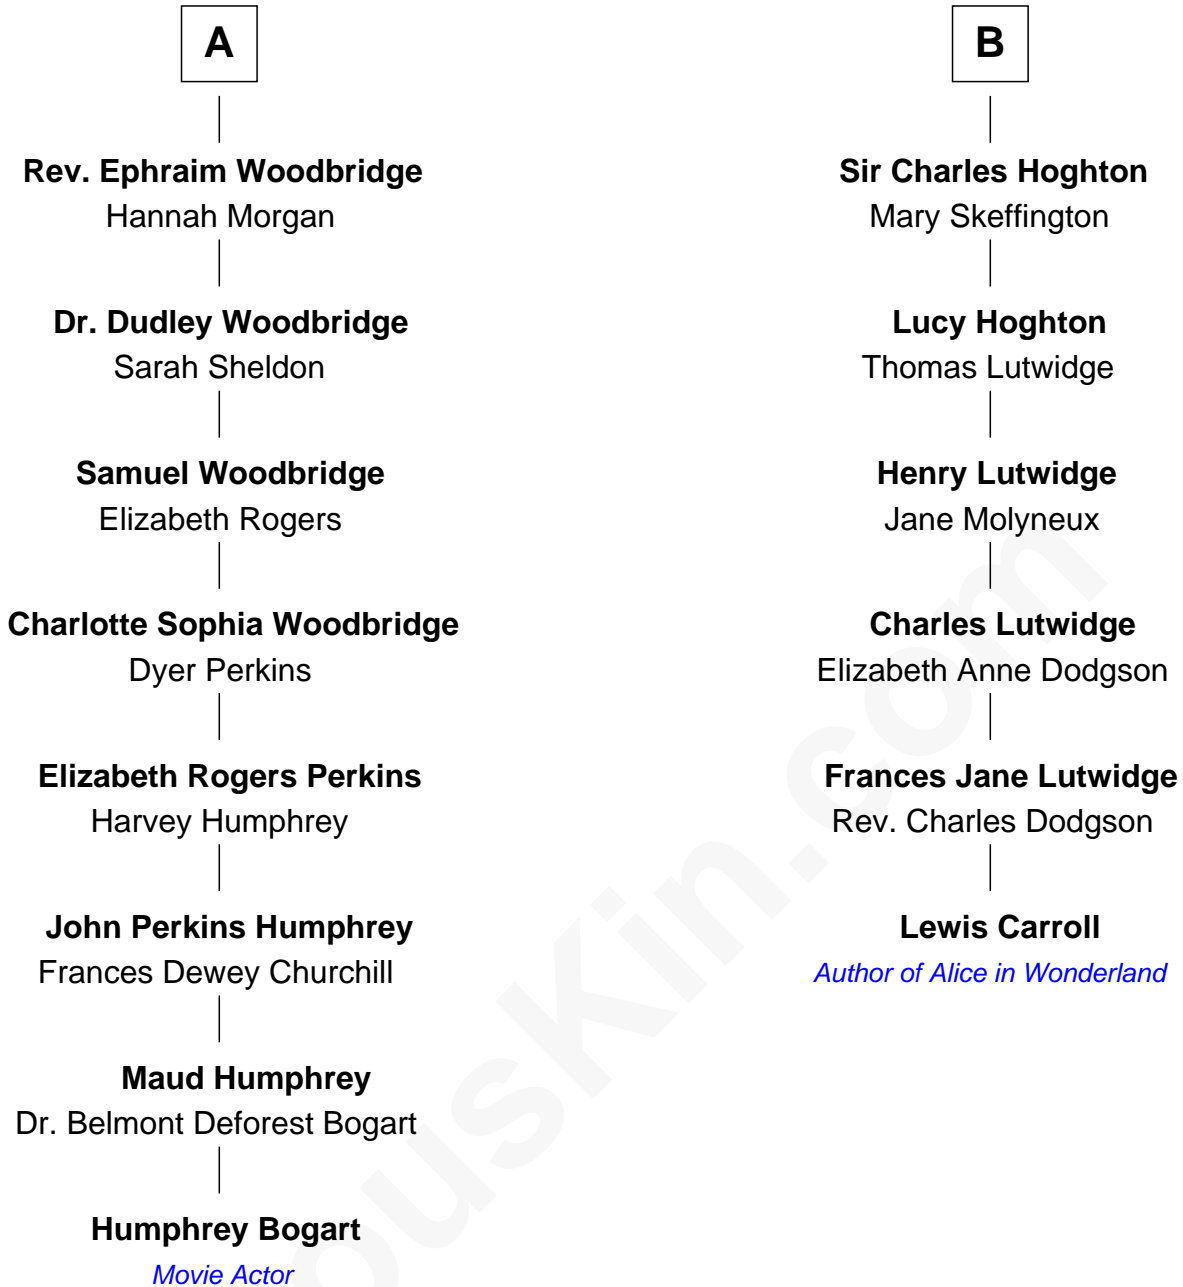 A
Rev. Ephraim Woodbridge
Hannah Morgan
Dr. Dudley Woodbridge
Sarah Sheldon
Samuel Woodbridge
Elizabeth Rogers
Charlotte Sophia Woodbridge
Dyer Perkins
Elizabeth Rogers Perkins
Harvey Humphrey
John Perkins Humphrey
Frances Dewey Churchill
Maud Humphrey
Dr. Belmont Deforest Bogart
Humphrey Bogart
Movie Actor
B
Sir Charles Hoghton
Mary Skeffington
Lucy Hoghton
Thomas Lutwidge
Henry Lutwidge
Jane Molyneux
Charles Lutwidge
Elizabeth Anne Dodgson
Frances Jane Lutwidge
Rev. Charles Dodgson
Lewis Carroll
Author of Alice in Wonderland
ousKin.com